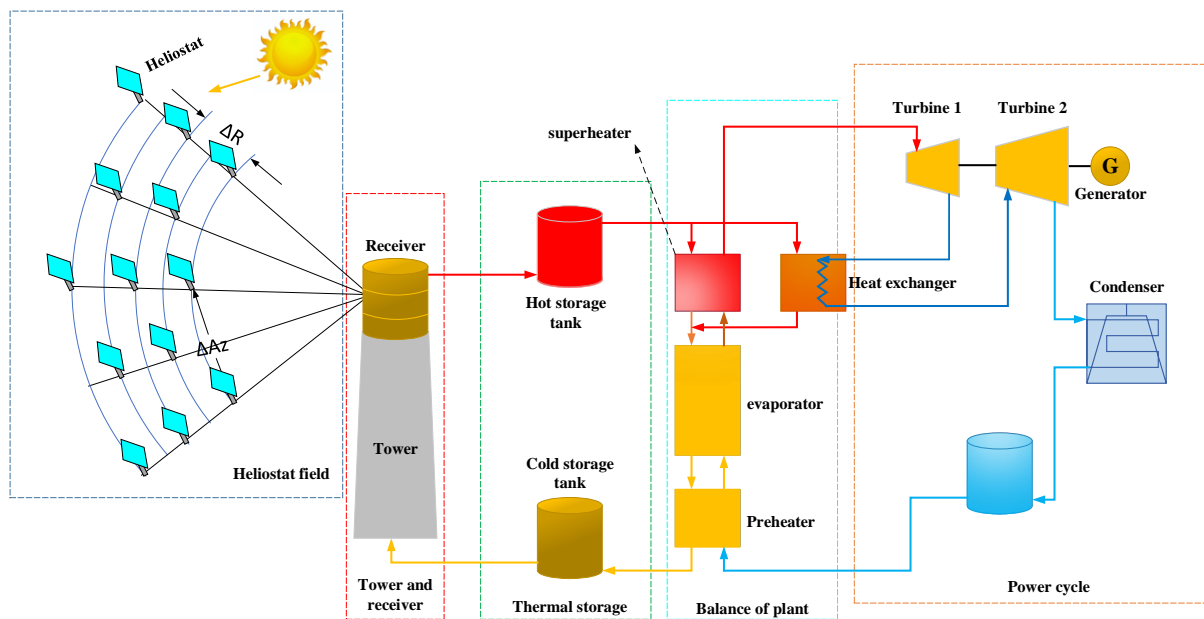 Heliostat
ΔR
ΔAz
Heliostat field
Receiver
Tower
Tower and
receiver
Hot storage
tank
Cold storage
tank
Thermal storage
superheater
Heat exchanger
evaporator
Preheater
Balance of plant
Turbine 1
Turbine 2
G
Generator
Condenser
Power cycle